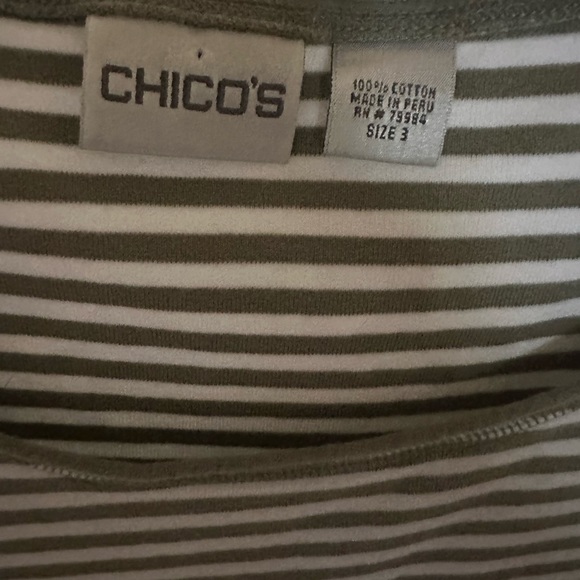 CHICO'S
100% COTTON
MADE IN PERU
RN # 79984
SIZE 3